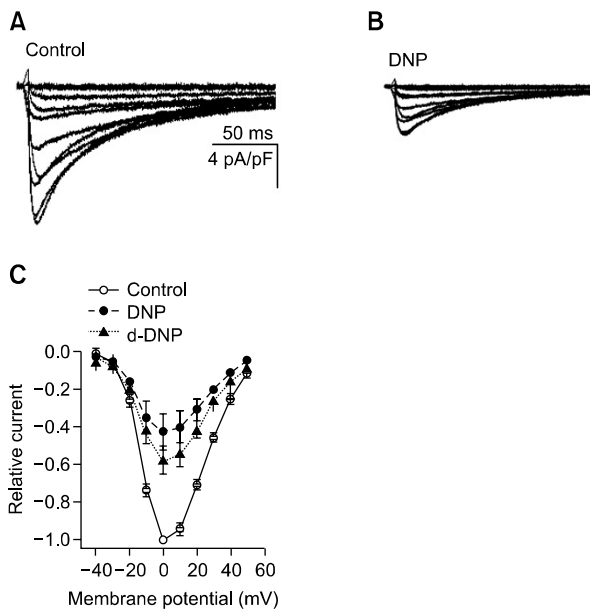 A
Control
50 ms
4 pA/pF
B
DNP
C
Control
DNP
d-DNP
0.0
−0.2
−0.4
−0.6
−0.8
−1.0
Relative current
−40 −20 0 20 40 60
Membrane potential (mV)